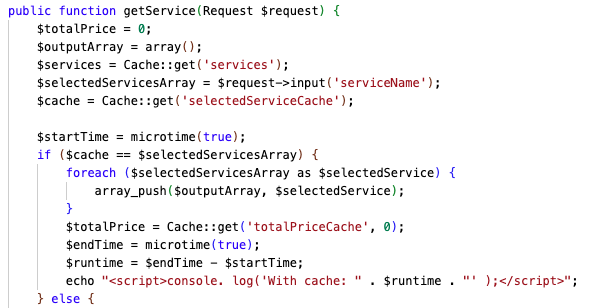 public function getService(Request $request) {
    $totalPrice = 0;
    $outputArray = array();
    $services = Cache::get('services');
    $selectedServicesArray = $request->input('serviceName');
    $cache = Cache::get('selectedServiceCache');

    $startTime = microtime(true);
    if ($cache == $selectedServicesArray) {
        foreach ($selectedServicesArray as $selectedService) {
            array_push($outputArray, $selectedService);
        }
        $totalPrice = Cache::get('totalPriceCache', 0);
        $endTime = microtime(true);
        $runtime = $endTime - $startTime;
        echo "<script>console. log('With cache: " . $runtime . "' );</script>";
    } else {